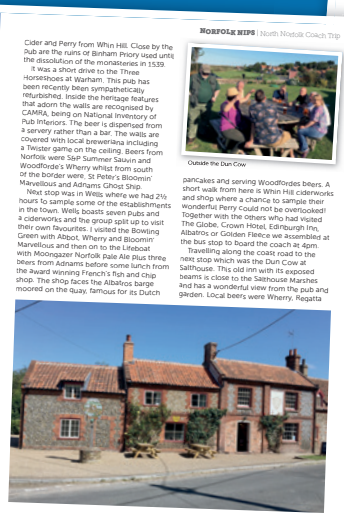 NORFOLK NIPS | North Norfolk Coach Trip
Cider and Perry from Whin Hill. Close by the
Pub are the ruins of Binham Priory used until
the dissolution of the monasteries in 1539.
It was a short drive to the Three
Horseshoes at Warham. This pub has
been recently been sympathetically
refurbished. Inside the heritage features
that adorn the walls are recognised by
CAMRA, being on National Inventory of
Pub Interiors. The beer is dispensed from
a servery rather than a bar. The walls are
covered with local breweriana including
a Twister game on the ceiling. Beers from
Norfolk were S&P Summer Sauvin and
Woodforde's Wherry whilst from south
of the border were, St Peter's Bloomin'
Marvellous and Adnams Ghost Ship.
Next stop was in Wells where we had 2½
hours to sample some of the establishments
in the town. Wells boasts seven pubs and
a ciderworks and the group split up to visit
their own favourites. I visited the Bowling
Green with Abbot, Wherry and Bloomin'
Marvellous and then on to the Lifeboat
with Moongazer Norfolk Pale Ale plus three
beers from Adnams before some lunch from
the award winning French's fish and chip
shop. The shop faces the Albatros barge
moored on the quay, famous for its Dutch
Outside the Dun Cow
pancakes and serving Woodfordes beers. A
short walk from here is Whin Hill ciderworks
and shop where a chance to sample their
wonderful Perry could not be overlooked!
Together with the others who had visited
The Globe, Crown Hotel, Edinburgh Inn,
Albatros or Golden Fleece we assembled at
the bus stop to board the coach at 4pm.
Travelling along the coast road to the
next stop which was the Dun Cow at
Salthouse. This old inn with its exposed
beams is close to the Salthouse Marshes
and has a wonderful view from the pub and
garden. Local beers were Wherry, Regatta